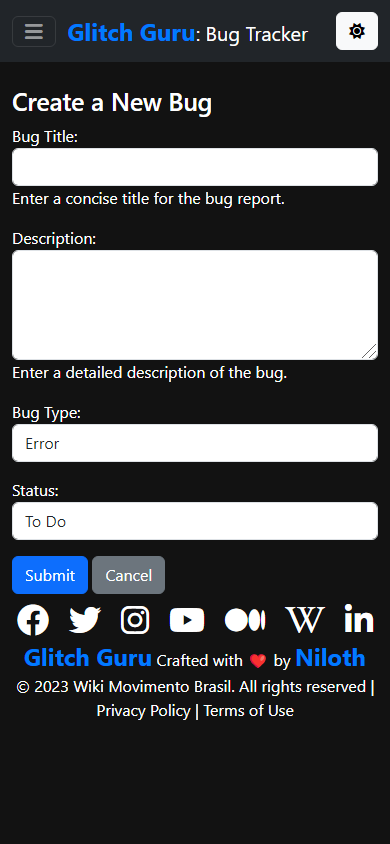 Glitch Guru: Bug Tracker
Create a New Bug
Bug Title:
Enter a concise title for the bug report.
Description:
Enter a detailed description of the bug.
Bug Type:
Error
Status:
To Do
Submit Cancel
Glitch Guru Crafted with ❤️ by Niloth
© 2023 Wiki Movimento Brasil. All rights reserved |
Privacy Policy | Terms of Use